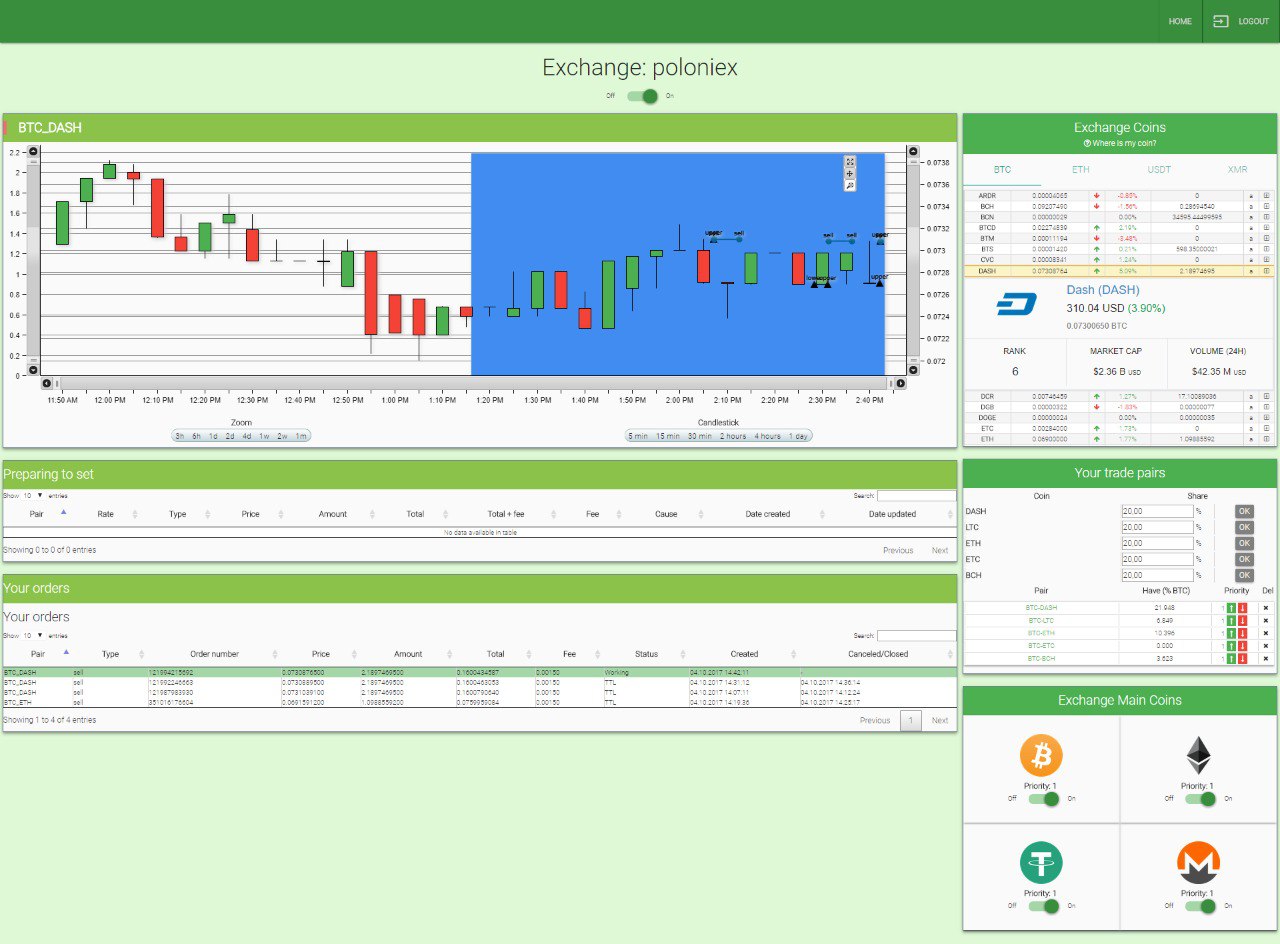 HOME LOGOUT
Exchange: poloniex
Off On
BTC_DASH
2.2
2
1.8
1.6
1.4
1.2
1
0.8
0.6
0.4
0.2
0
0.0738
0.0736
0.0734
0.0732
0.073
0.0728
0.0726
0.0724
0.0722
0.072
upper sell sell sell upper
upper upper
11:50 AM 12:00 PM 12:10 PM 12:20 PM 12:30 PM 12:40 PM 12:50 PM 1:00 PM 1:10 PM 1:20 PM 1:30 PM 1:40 PM 1:50 PM 2:00 PM 2:10 PM 2:20 PM 2:30 PM 2:40 PM
Zoom Candlestick
3h 6h 1d 2d 4d 1w 2w 1m 5 min 15 min 30 min 2 hours 4 hours 1 day
Exchange Coins
Where is my coin?
BTC ETH USDT XMR
ARDR 0.00004065 -0.85% 0 a
BCH 0.09207490 -1.56% 0.28694540 a
BCN 0.00000029 0.00% 34595.44499595 a
BTCD 0.02274839 2.19% 0 a
BTM 0.00011194 -3.48% 0 a
BTS 0.00001420 0.21% 598.35000021 a
CVC 0.00008341 1.24% 0 a
DASH 0.07308764 5.09% 2.18974695 a
Dash (DASH)
310.04 USD (3.90%)
0.07300650 BTC
RANK MARKET CAP VOLUME (24H)
6 $2.36 B USD $42.35 M USD
DCR 0.00746459 1.27% 17.10089036 a
DGB 0.00000322 -1.83% 0.00000077 a
DOGE 0.00000024 0.00% 0.00000035 a
ETC 0.00284000 1.73% 0 a
ETH 0.06900000 1.77% 1.09885592 a
Preparing to set
Show 10 entries Search:
Pair Rate Type Price Amount Total Total + fee Fee Cause Date created Date updated
No data available in table
Showing 0 to 0 of 0 entries Previous Next
Your orders
Your orders
Show 10 entries Search:
Pair Type Order number Price Amount Total Fee Status Created Canceled/Closed
BTC_DASH sell 121994215692 0.0730876500 2.1897469500 0.1600434587 0.00150 Working 04.10.2017 14:42:11 -
BTC_DASH sell 121992246663 0.0730889500 2.1897469500 0.1600463053 0.00150 TTL 04.10.2017 14:31:12 04.10.2017 14:36:14
BTC_DASH sell 121987983930 0.0731039100 2.1897469500 0.1600790640 0.00150 TTL 04.10.2017 14:07:11 04.10.2017 14:12:24
BTC_ETH sell 351016176604 0.0691591200 1.0988559200 0.0759959084 0.00150 TTL 04.10.2017 14:19:36 04.10.2017 14:25:17
Showing 1 to 4 of 4 entries Previous 1 Next
Your trade pairs
Coin Share
DASH 20,00 % OK
LTC 20,00 % OK
ETH 20,00 % OK
ETC 20,00 % OK
BCH 20,00 % OK
Pair Have (% BTC) Priority Del
BTC-DASH 21.948 1
BTC-LTC 6.849 1
BTC-ETH 10.396 1
BTC-ETC 0.000 1
BTC-BCH 3.623 1
Exchange Main Coins
Priority: 1 Priority: 1
Off On Off On
Priority: 1 Priority: 1
Off On Off On